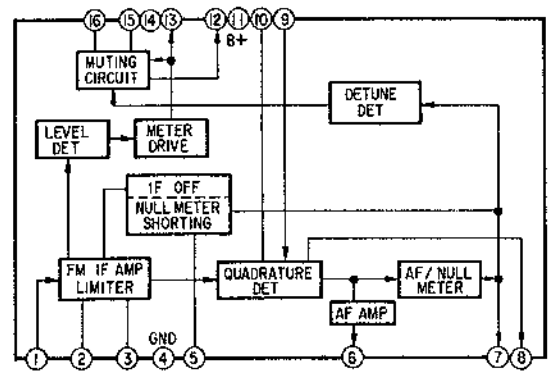 16 15 14 13 12 11 10 9
B+
MUTING
CIRCUIT
DETUNE
DET
LEVEL
DET
METER
DRIVE
IF OFF
NULL METER
SHORTING
FM IF AMP
LIMITER
QUADRATURE
DET
AF/NULL
METER
AF AMP
GND
1 2 3 4 5 6 7 8